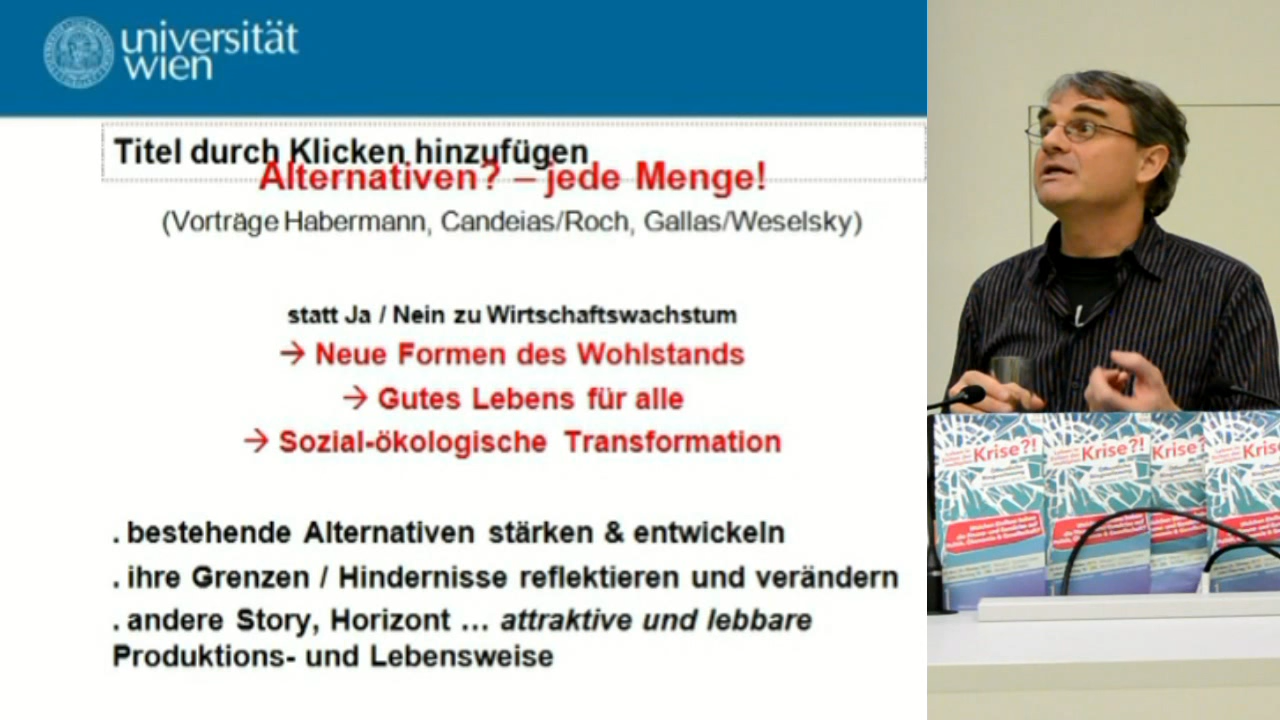 universität
wien
Titel durch Klicken hinzufügen
Alternativen? – jede Menge!
(Vorträge Habermann, Candeias/Roch, Gallas/Weselsky)
statt Ja / Nein zu Wirtschaftswachstum
→ Neue Formen des Wohlstands
→ Gutes Lebens für alle
→ Sozial-ökologische Transformation
. bestehende Alternativen stärken & entwickeln
. ihre Grenzen / Hindernisse reflektieren und verändern
. andere Story, Horizont ... attraktive und lebbare
Produktions- und Lebensweise
Krise?!
Krise?!
Krise?
Kris